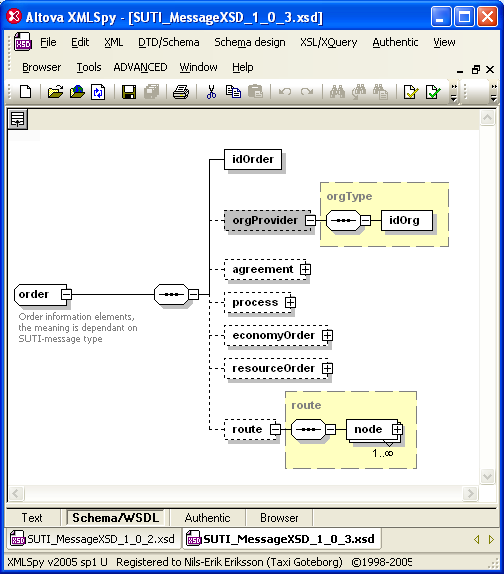 Altova XMLSpy - [SUTI_MessageXSD_1_0_3.xsd]
File Edit XML DTD/Schema Schema design XSL/XQuery Authentic View
Browser Tools ADVANCED Window Help
idOrder
orgType
orgProvider
idOrg
agreement
order
process
Order information elements,
the meaning is dependant on
SUTI-message type
economyOrder
resourceOrder
route
route
node
1..∞
Text Schema/WSDL Authentic Browser
SUTI_MessageXSD_1_0_2.xsd SUTI_MessageXSD_1_0_3.xsd
XMLSpy v2005 sp1 U Registered to Nils-Erik Eriksson (Taxi Goteborg) ©1998-2005